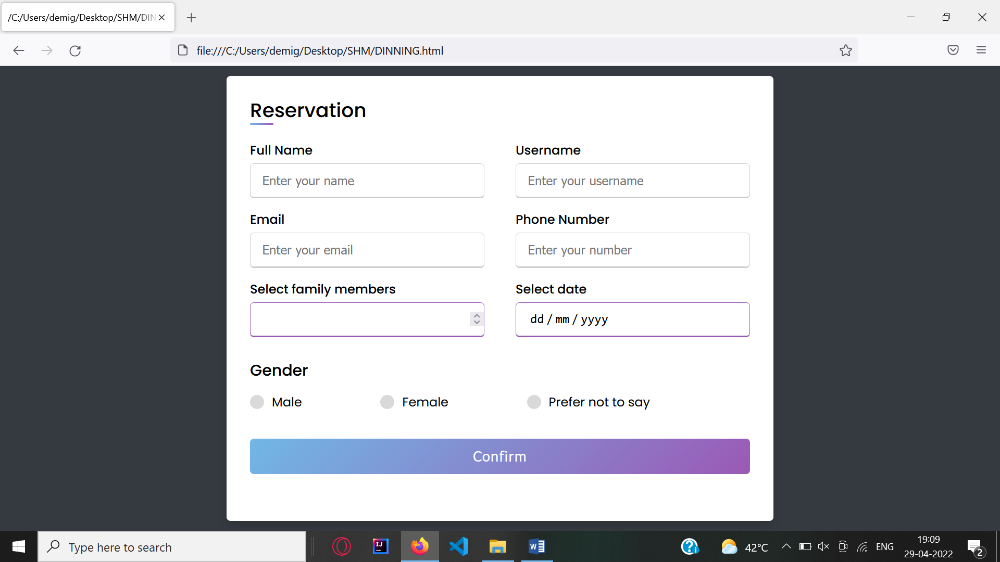 /C:/Users/demig/Desktop/SHM/DIN
file:///C:/Users/demig/Desktop/SHM/DINNING.html
Reservation
Full Name
Username
Enter your name
Enter your username
Email
Phone Number
Enter your email
Enter your number
Select family members
Select date
dd / mm / yyyy
Gender
Male
Female
Prefer not to say
Confirm
Type here to search
IJ
W
42°C
ENG
19:09
29-04-2022
2